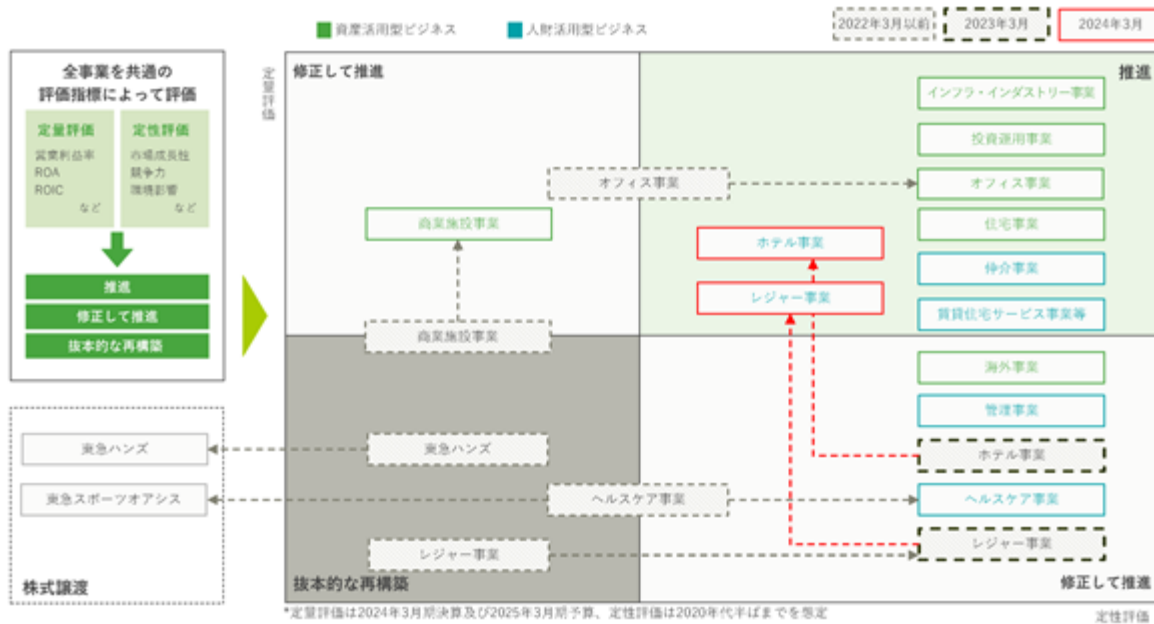 資産活用型ビジネス
人財活用型ビジネス
2022年3月以前
2023年3月
2024年3月
全事業を共通の
評価指標によって評価
定量評価
営業利益率
ROA
ROIC
など
定性評価
市場成長性
競争力
環境影響
など
推進
修正して推進
抜本的な再構築
東急ハンズ
東急スポーツオアシス
株式譲渡
定量評価
修正して推進
推進
インフラ・インダストリー事業
投資運用事業
オフィス事業
オフィス事業
商業施設事業
住宅事業
ホテル事業
仲介事業
レジャー事業
賃貸住宅サービス事業等
商業施設事業
海外事業
管理事業
東急ハンズ
ホテル事業
ヘルスケア事業
ヘルスケア事業
レジャー事業
レジャー事業
抜本的な再構築
修正して推進
*定量評価は2024年3月期決算及び2025年3月期予算、定性評価は2020年代半ばまでを想定
定性評価